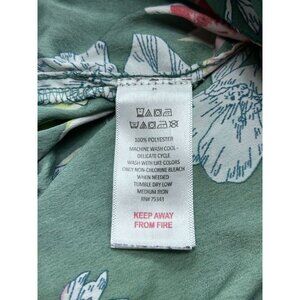 100% POLYESTER
MACHINE WASH COOL -
DELICATE CYCLE
WASH WITH LIKE COLORS
ONLY NON-CHLORINE BLEACH
WHEN NEEDED
TUMBLE DRY LOW
MEDIUM IRON
RN# 75341
KEEP AWAY
FROM FIRE